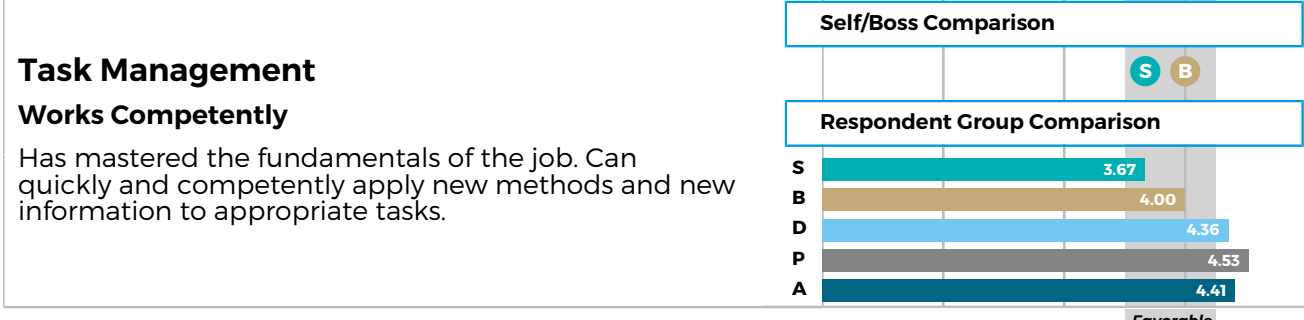 Task Management
Works Competently
Has mastered the fundamentals of the job. Can
quickly and competently apply new methods and new
information to appropriate tasks.
Self/Boss Comparison
S B
Respondent Group Comparison
S 3.67
B 4.00
D 4.36
P 4.53
A 4.41
Favorable